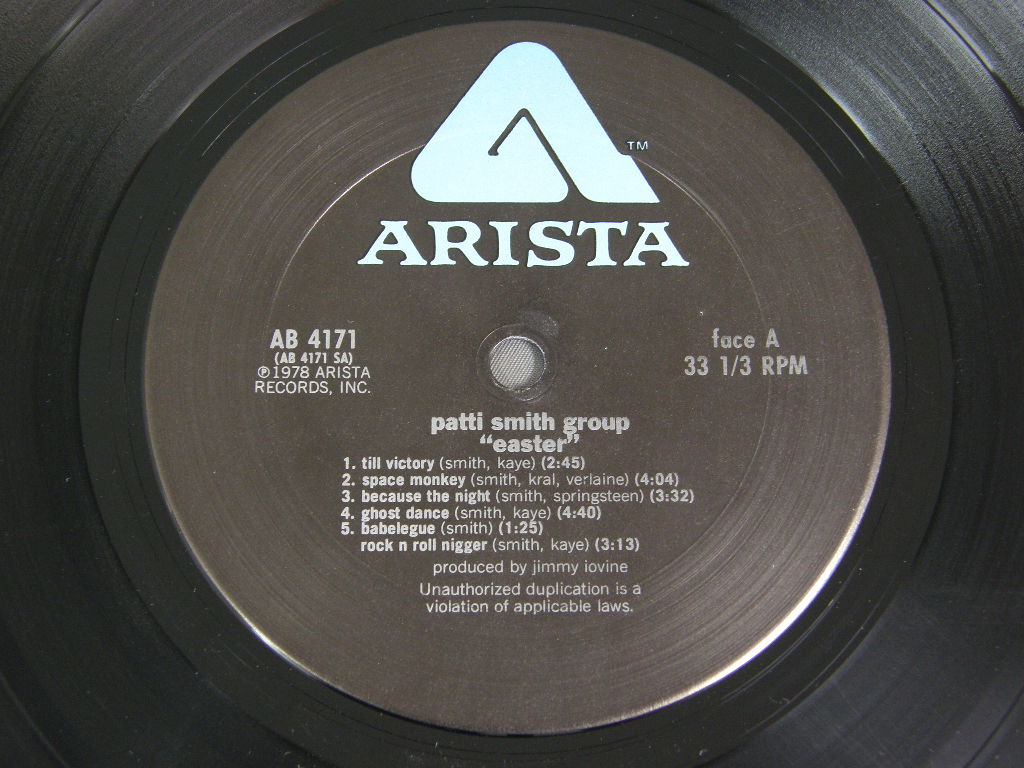 TM
ARISTA
AB 4171
(AB 4171 SA)
℗1978 ARISTA
RECORDS, INC.
face A
33 1/3 RPM
patti smith group
“easter”
1. till victory (smith, kaye) (2:45)
2. space monkey (smith, kral, verlaine) (4:04)
3. because the night (smith, springsteen) (3:32)
4. ghost dance (smith, kaye) (4:40)
5. babelegue (smith) (1:25)
rock n roll nigger (smith, kaye) (3:13)
produced by jimmy iovine
Unauthorized duplication is a
violation of applicable laws.